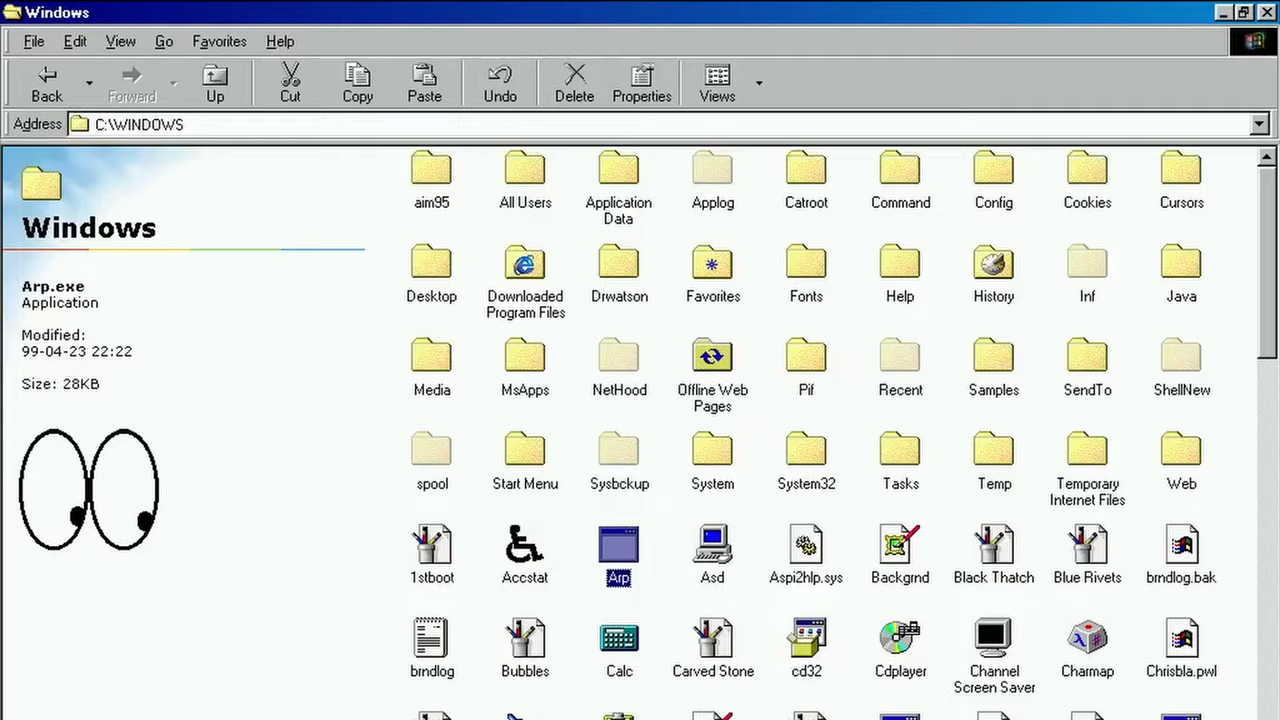 Windows
File Edit View Go Favorites Help
Back Forward Up Cut Copy Paste Undo Delete Properties Views
Address C:\WINDOWS
Windows
Arp.exe
Application
Modified:
99-04-23 22:22
Size: 28KB
aim95 All Users Application Data Applog Catroot Command Config Cookies Cursors
Desktop Downloaded Program Files Drwatson Favorites Fonts Help History Inf Java
Media MsApps NetHood Offline Web Pages Pif Recent Samples SendTo ShellNew
spool Start Menu Sysbckup System System32 Tasks Temp Temporary Internet Files Web
1stboot Accstat Arp Asd Aspi2hlp.sys Backgrnd Black Thatch Blue Rivets brndlog.bak
brndlog Bubbles Calc Carved Stone cd32 Cdplayer Channel Screen Saver Charmap Chrisbla.pwl